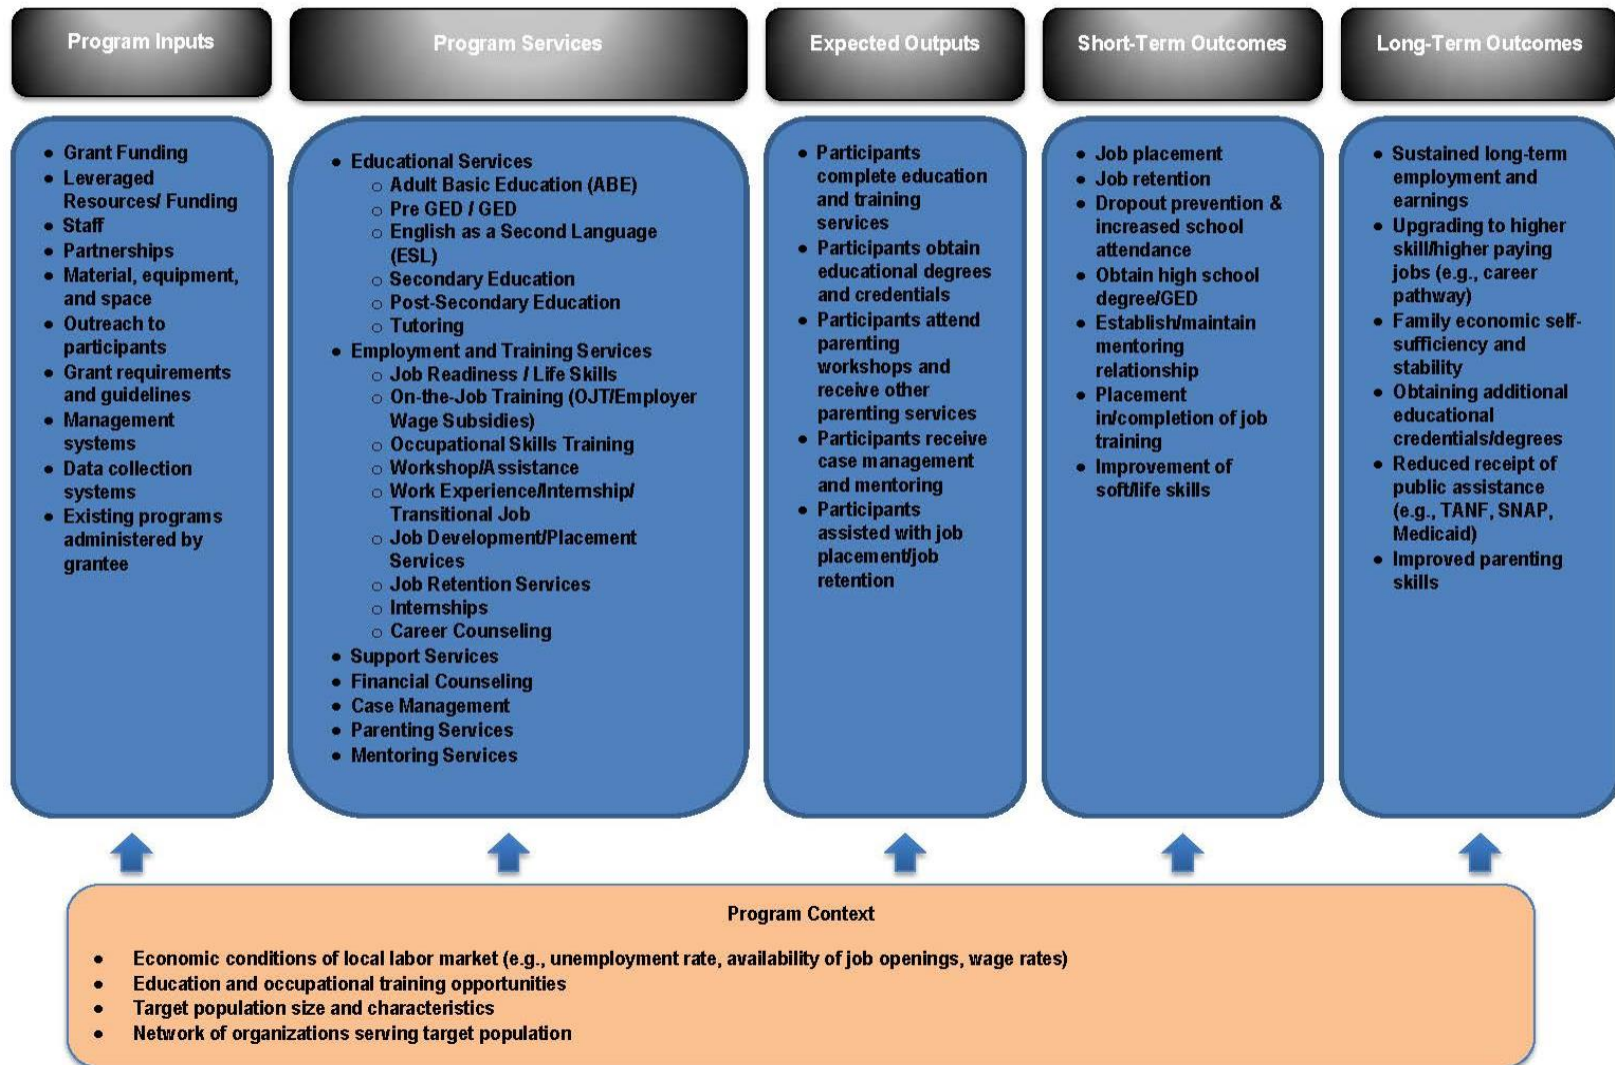 Program Inputs
Program Services
Expected Outputs
Short-Term Outcomes
Long-Term Outcomes
• Grant Funding
• Leveraged
Resources/ Funding
• Staff
• Partnerships
• Material, equipment,
and space
• Outreach to
participants
• Grant requirements
and guidelines
• Management
systems
• Data collection
systems
• Existing programs
administered by
grantee
• Educational Services
o Adult Basic Education (ABE)
o Pre GED / GED
o English as a Second Language
(ESL)
o Secondary Education
o Post-Secondary Education
o Tutoring
• Employment and Training Services
o Job Readiness / Life Skills
o On-the-Job Training (OJT/Employer
Wage Subsidies)
o Occupational Skills Training
o Workshop/Assistance
o Work Experience/Internship/
Transitional Job
o Job Development/Placement
Services
o Job Retention Services
o Internships
o Career Counseling
• Support Services
• Financial Counseling
• Case Management
• Parenting Services
• Mentoring Services
• Participants
complete education
and training
services
• Participants obtain
educational degrees
and credentials
• Participants attend
parenting
workshops and
receive other
parenting services
• Participants receive
case management
and mentoring
• Participants
assisted with job
placement/job
retention
• Job placement
• Job retention
• Dropout prevention &
increased school
attendance
• Obtain high school
degree/GED
• Establish/maintain
mentoring
relationship
• Placement
in/completion of job
training
• Improvement of
soft/life skills
• Sustained long-term
employment and
earnings
• Upgrading to higher
skill/higher paying
jobs (e.g., career
pathway)
• Family economic self-
sufficiency and
stability
• Obtaining additional
educational
credentials/degrees
• Reduced receipt of
public assistance
(e.g., TANF, SNAP,
Medicaid)
• Improved parenting
skills
Program Context
• Economic conditions of local labor market (e.g., unemployment rate, availability of job openings, wage rates)
• Education and occupational training opportunities
• Target population size and characteristics
• Network of organizations serving target population